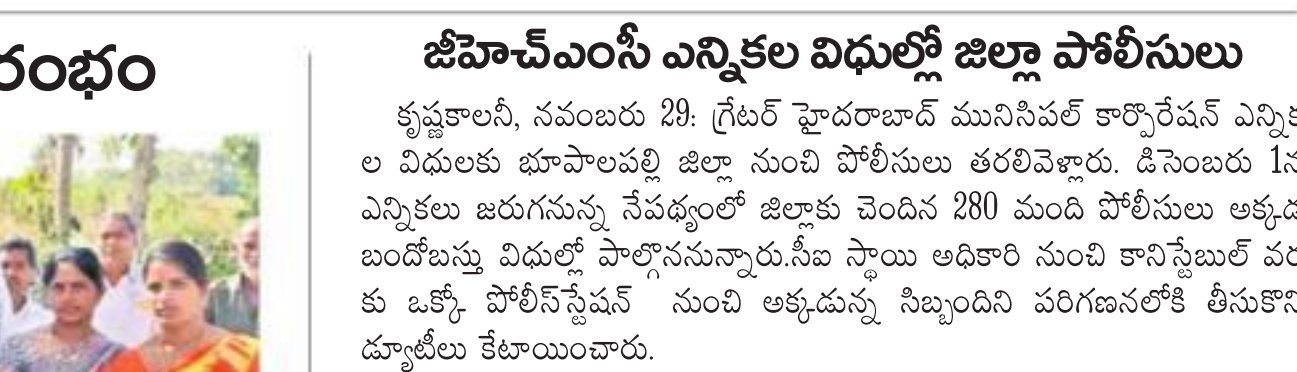 రంభం
జీహెచ్ఎంసీ ఎన్నికల విధుల్లో జిల్లా పోలీసులు
కృష్ణకాలనీ, నవంబరు 29: గ్రేటర్ హైదరాబాద్ మునిసిపల్ కార్పొరేషన్ ఎన్నిక
ల విధులకు భూపాలపల్లి జిల్లా నుంచి పోలీసులు తరలివెళ్లారు. డిసెంబరు 1న
ఎన్నికలు జరుగనున్న నేపథ్యంలో జిల్లాకు చెందిన 280 మంది పోలీసులు అక్కడ
బందోబస్తు విధుల్లో పాల్గొననున్నారు.సీఐ స్థాయి అధికారి నుంచి కానిస్టేబుల్ వర
కు ఒక్కో పోలీస్‌స్టేషన్ నుంచి అక్కడున్న సిబ్బందిని పరిగణనలోకి తీసుకొని
డ్యూటీలు కేటాయించారు.